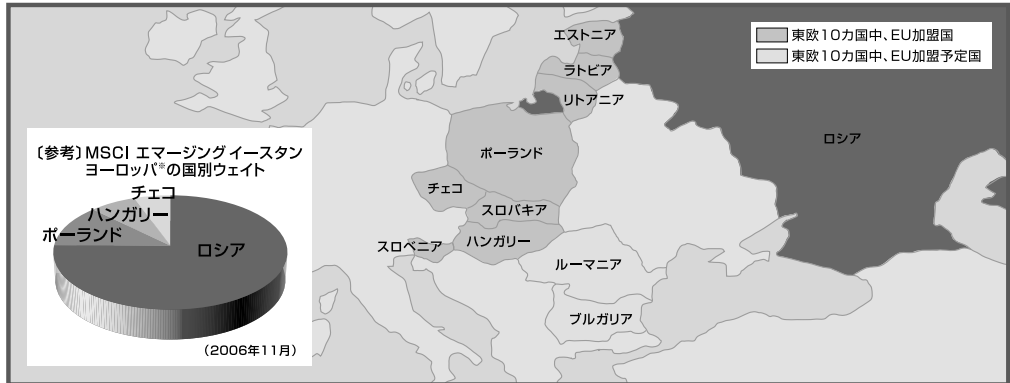 東欧10カ国中、EU加盟国
東欧10カ国中、EU加盟予定国
エストニア
ラトビア
リトアニア
ロシア
ポーランド
チェコ
スロバキア
スロベニア
ハンガリー
ルーマニア
ブルガリア
〔参考〕MSCI エマージング イースタン
ヨーロッパ※の国別ウェイト
チェコ
ハンガリー
ポーランド
ロシア
(2006年11月)